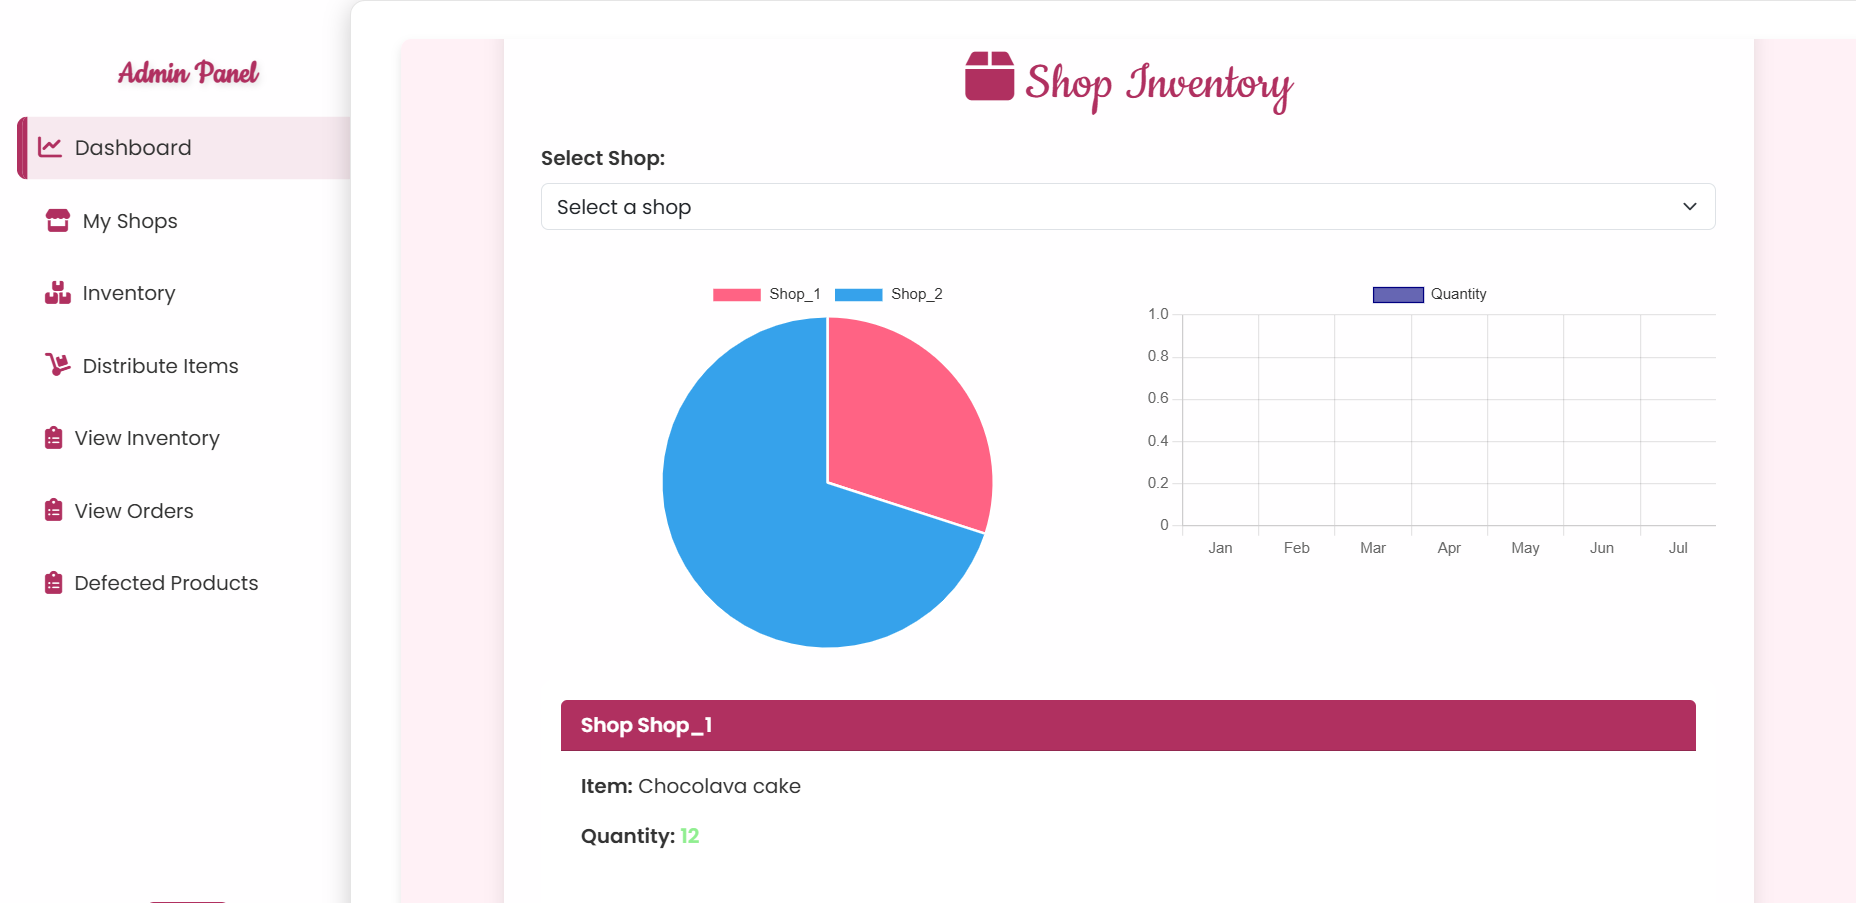 Admin Panel
Dashboard
My Shops
Inventory
Distribute Items
View Inventory
View Orders
Defected Products
Shop Inventory
Select Shop:
Select a shop
Shop_1 Shop_2
Quantity
1.0
0.8
0.6
0.4
0.2
0
Jan Feb Mar Apr May Jun Jul
Shop Shop_1
Item: Chocolava cake
Quantity: 12